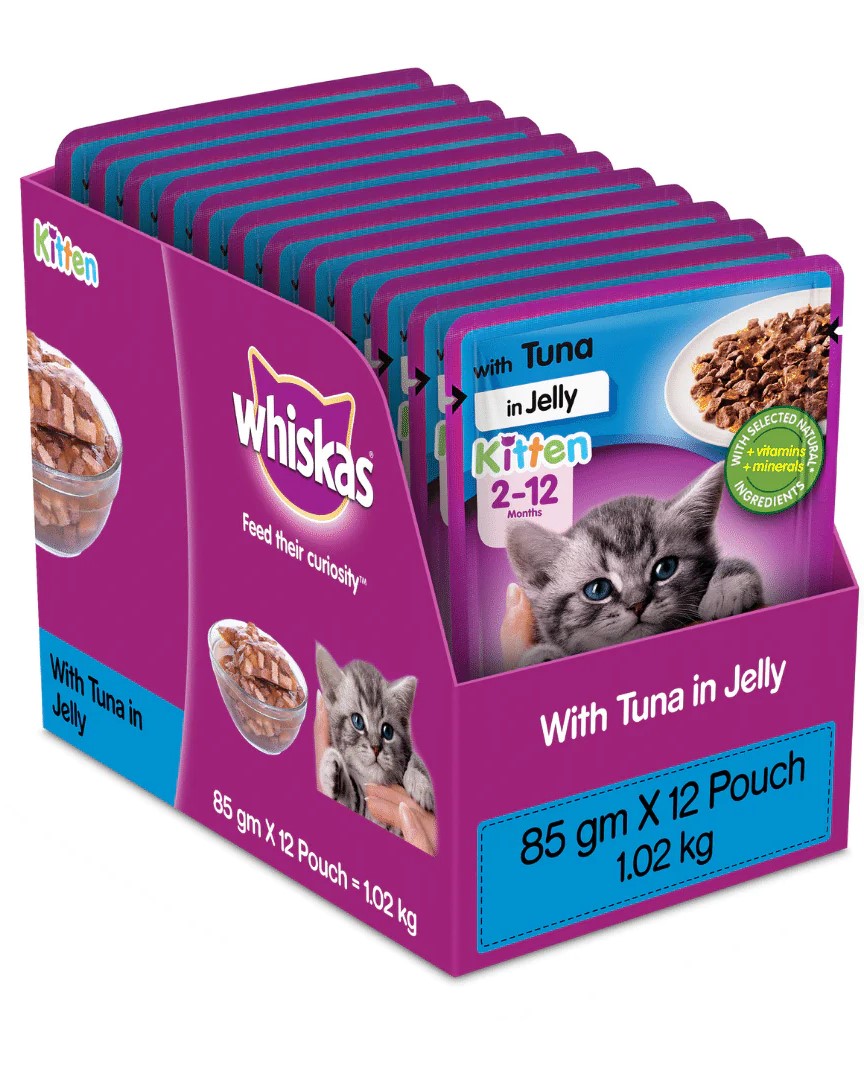 Kitten
whiskas®
Feed their curiosity™
With Tuna in
Jelly
85 gm X 12 Pouch = 1.02 kg
with Tuna
in Jelly
Kitten
2-12
Months
WITH SELECTED NATURAL
+ vitamins
+ minerals
INGREDIENTS
With Tuna in Jelly
85 gm X 12 Pouch
1.02 kg